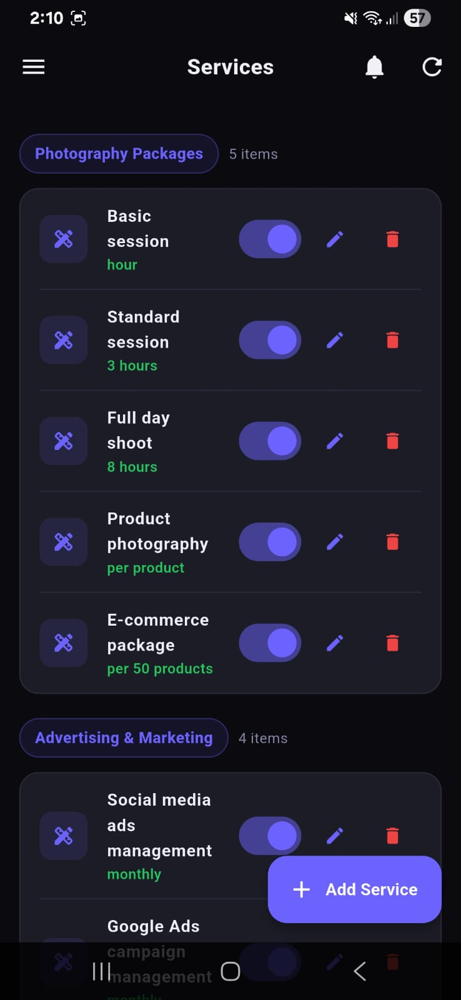 2:10
57
Services
Photography Packages
5 items
Basic
session
hour
Standard
session
3 hours
Full day
shoot
8 hours
Product
photography
per product
E-commerce
package
per 50 products
Advertising & Marketing
4 items
Social media
ads
management
monthly
Add Service
Google Ads
campaign
management
monthly